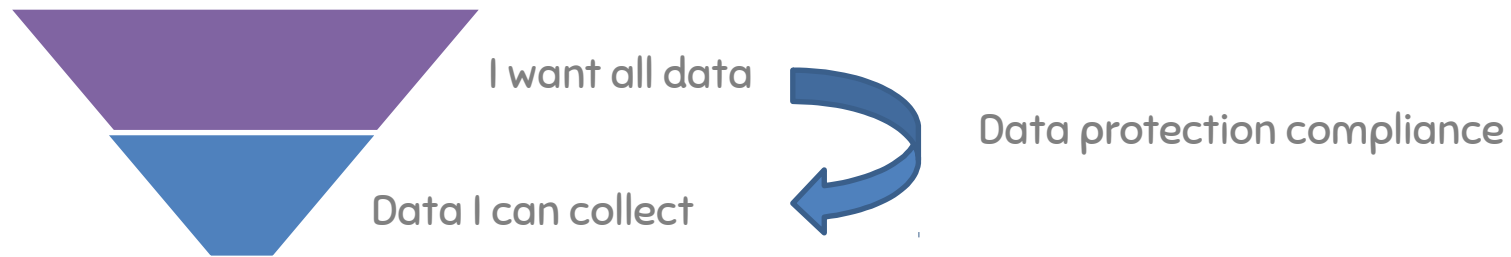 I want all data
Data protection compliance
Data I can collect